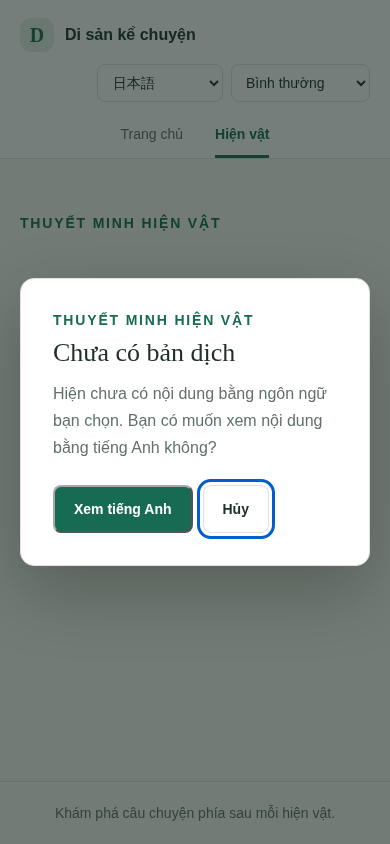 D
Di sản kể chuyện
日本語
Bình thường
Trang chủ
Hiện vật
THUYẾT MINH HIỆN VẬT
THUYẾT MINH HIỆN VẬT
Chưa có bản dịch
Hiện chưa có nội dung bằng ngôn ngữ
bạn chọn. Bạn có muốn xem nội dung
bằng tiếng Anh không?
Xem tiếng Anh
Hủy
Khám phá câu chuyện phía sau mỗi hiện vật.